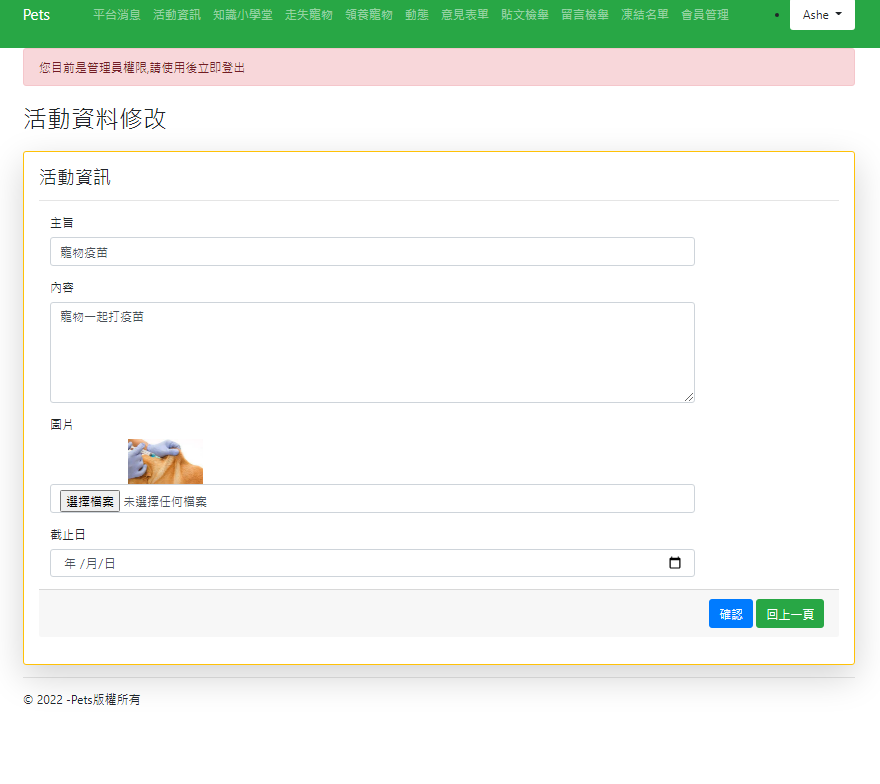 Pets 平台消息 活動資訊 知識小學堂 走失寵物 領養寵物 動態 意見表單 貼文檢舉 留言檢舉 凍結名單 會員管理 Ashe
您目前是管理員權限,請使用後立即登出
活動資料修改
活動資訊
主旨
寵物疫苗
內容
寵物一起打疫苗
圖片
選擇檔案 未選擇任何檔案
截止日
年 /月/日
確認 回上一頁
© 2022 -Pets版權所有